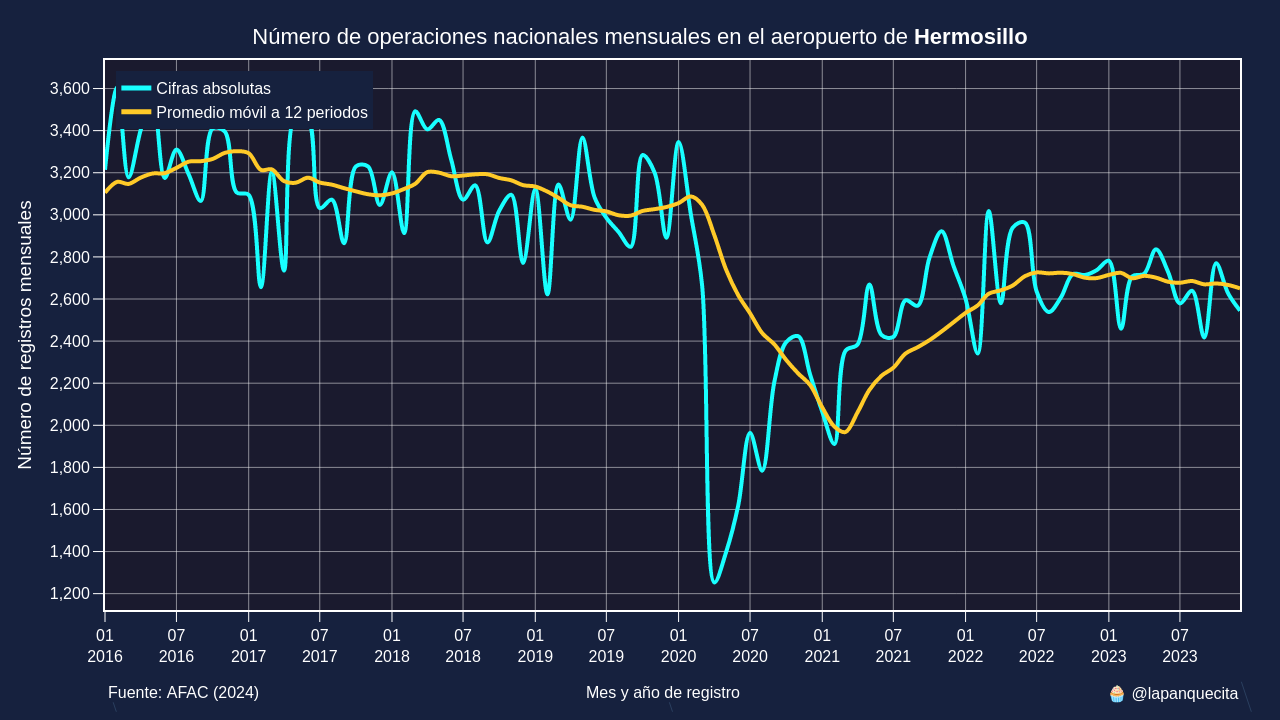 Número de operaciones nacionales mensuales en el aeropuerto de Hermosillo
Cifras absolutas
Promedio móvil a 12 periodos
Número de registros mensuales
3,600
3,400
3,200
3,000
2,800
2,600
2,400
2,200
2,000
1,800
1,600
1,400
1,200
01 07 01 07 01 07 01 07 01 07 01 07 01 07 01 07
2016 2016 2017 2017 2018 2018 2019 2019 2020 2020 2021 2021 2022 2022 2023 2023
Fuente: AFAC (2024) Mes y año de registro 🧁 @lapanquecita